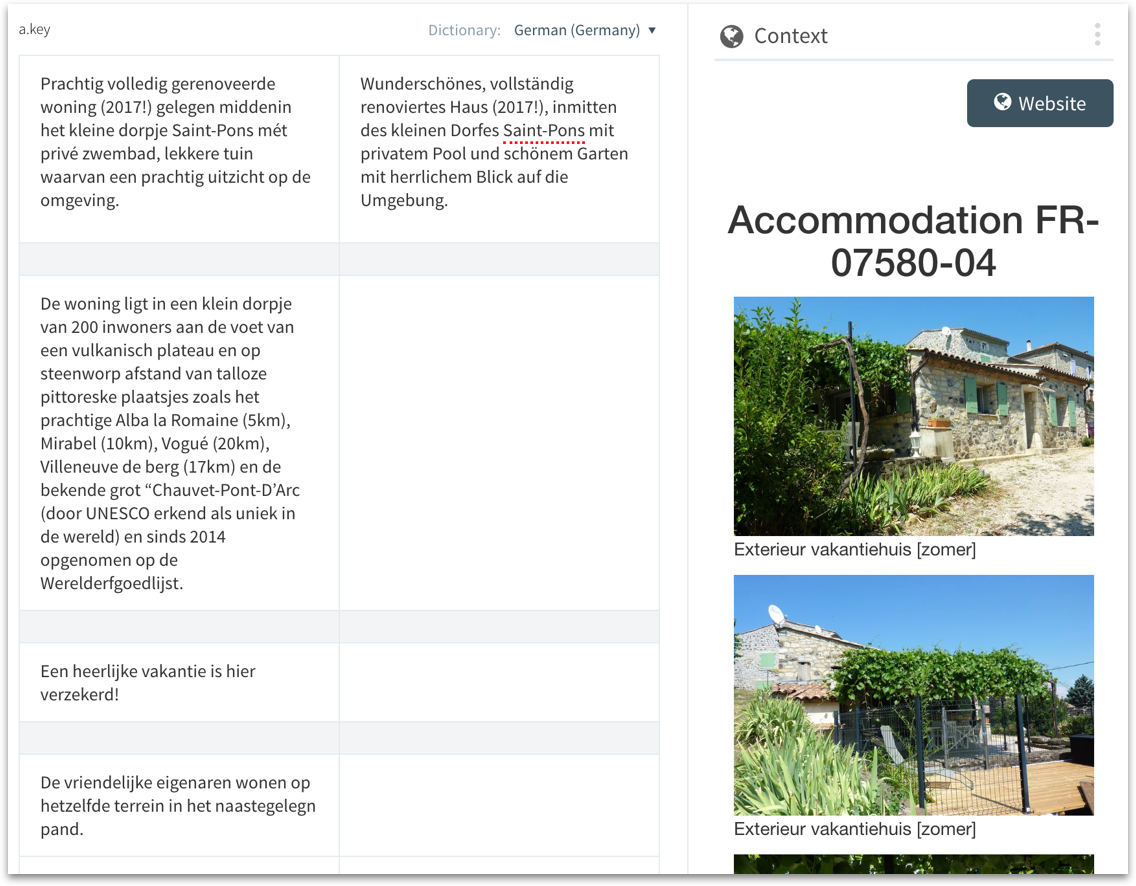 a.key
Dictionary: German (Germany) ▼
Prachtig volledig gerenoveerde
woning (2017!) gelegen middenin
het kleine dorpje Saint-Pons mét
privé zwembad, lekkere tuin
waarvan een prachtig uitzicht op de
omgeving.
Wunderschönes, vollständig
renoviertes Haus (2017!), inmitten
des kleinen Dorfes Saint-Pons mit
privatem Pool und schönem Garten
mit herrlichem Blick auf die
Umgebung.
De woning ligt in een klein dorpje
van 200 inwoners aan de voet van
een vulkanisch plateau en op
steenworp afstand van talloze
pittoreske plaatsjes zoals het
prachtige Alba la Romaine (5km),
Mirabel (10km), Vogué (20km),
Villeneuve de berg (17km) en de
bekende grot “Chauvet-Pont-D’Arc
(door UNESCO erkend als uniek in
de wereld) en sinds 2014
opgenomen op de
Werelderfgoedlijst.
Een heerlijke vakantie is hier
verzekerd!
De vriendelijke eigenaren wonen op
hetzelfde terrein in het naastegelegn
pand.
Context
Website
Accommodation FR-
07580-04
Exterieur vakantiehuis [zomer]
Exterieur vakantiehuis [zomer]